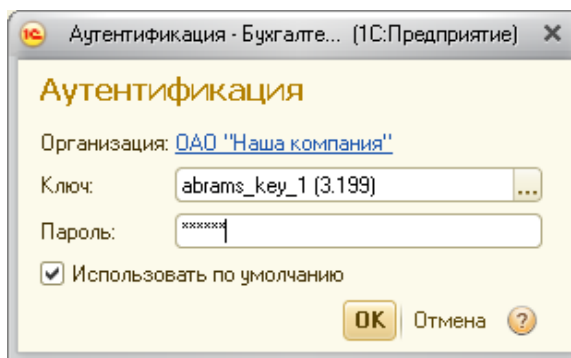 1С Аутентификация - Бухгалте... (1С:Предприятие)
Аутентификация
Организация: ОАО "Наша компания"
Ключ: abrams_key_1 (3.199) ...
Пароль: ******
Использовать по умолчанию
ОК Отмена ?